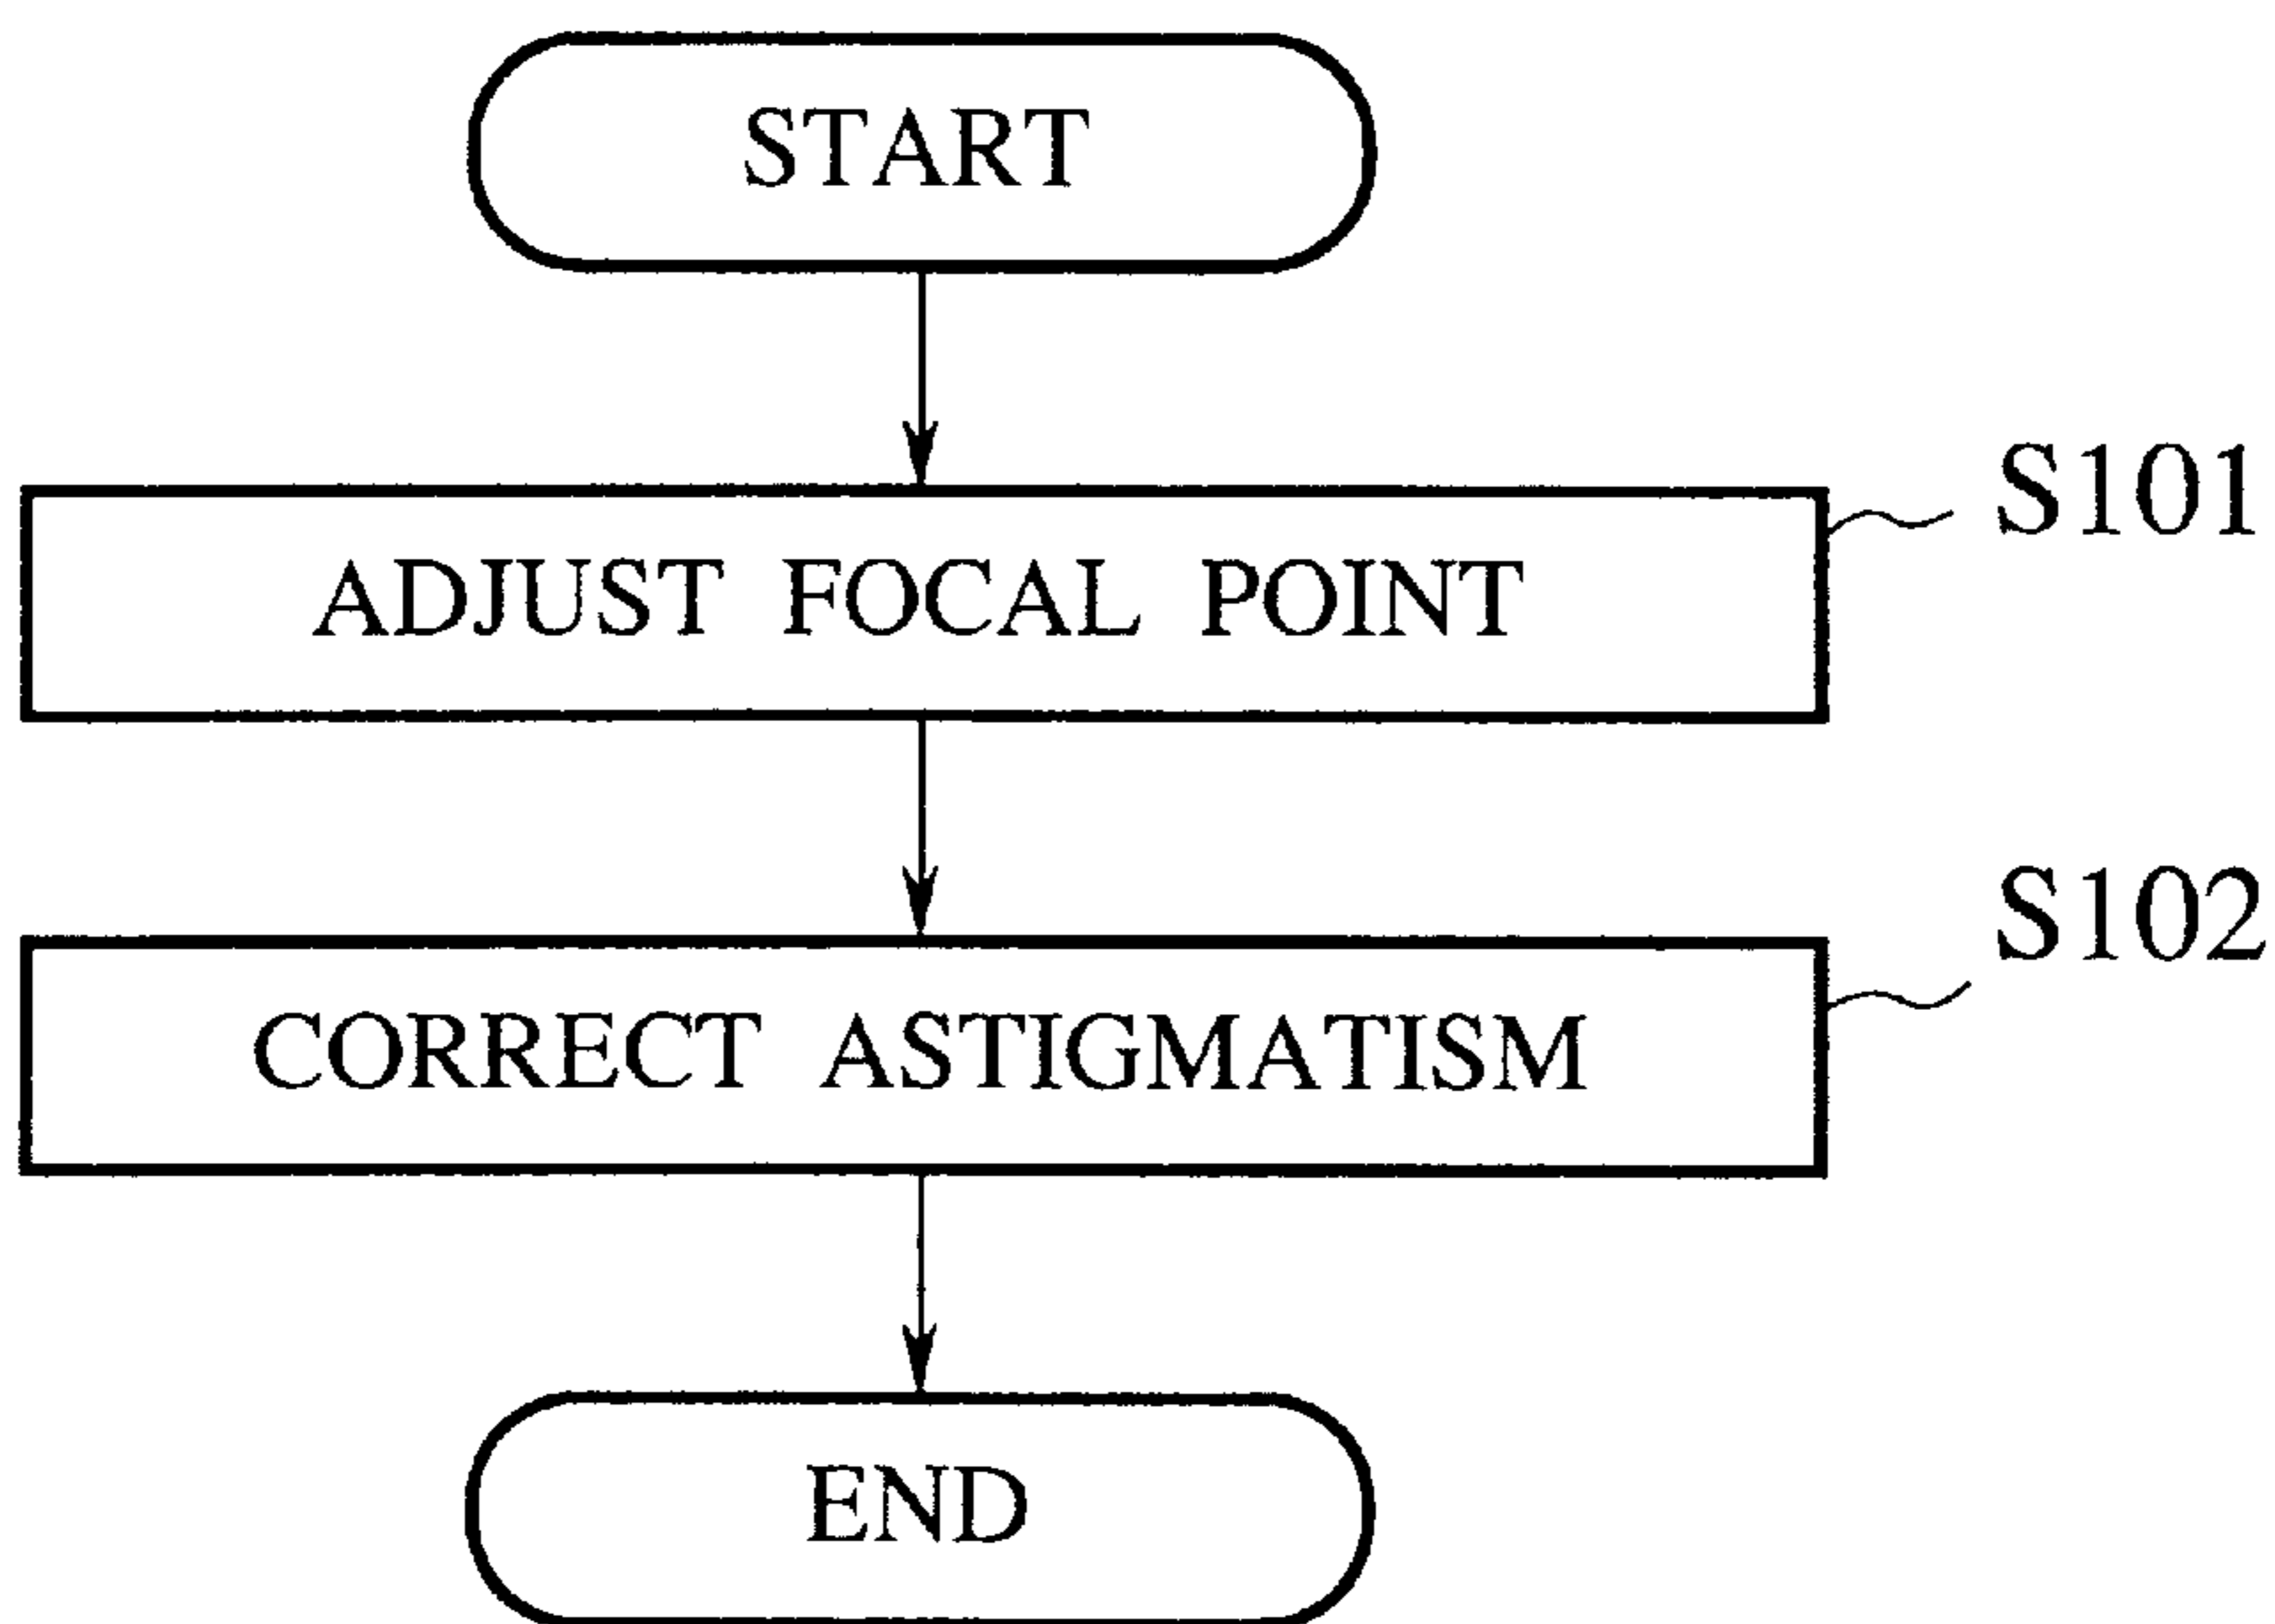 START
S101
ADJUST FOCAL POINT
S102
CORRECT ASTIGMATISM
END